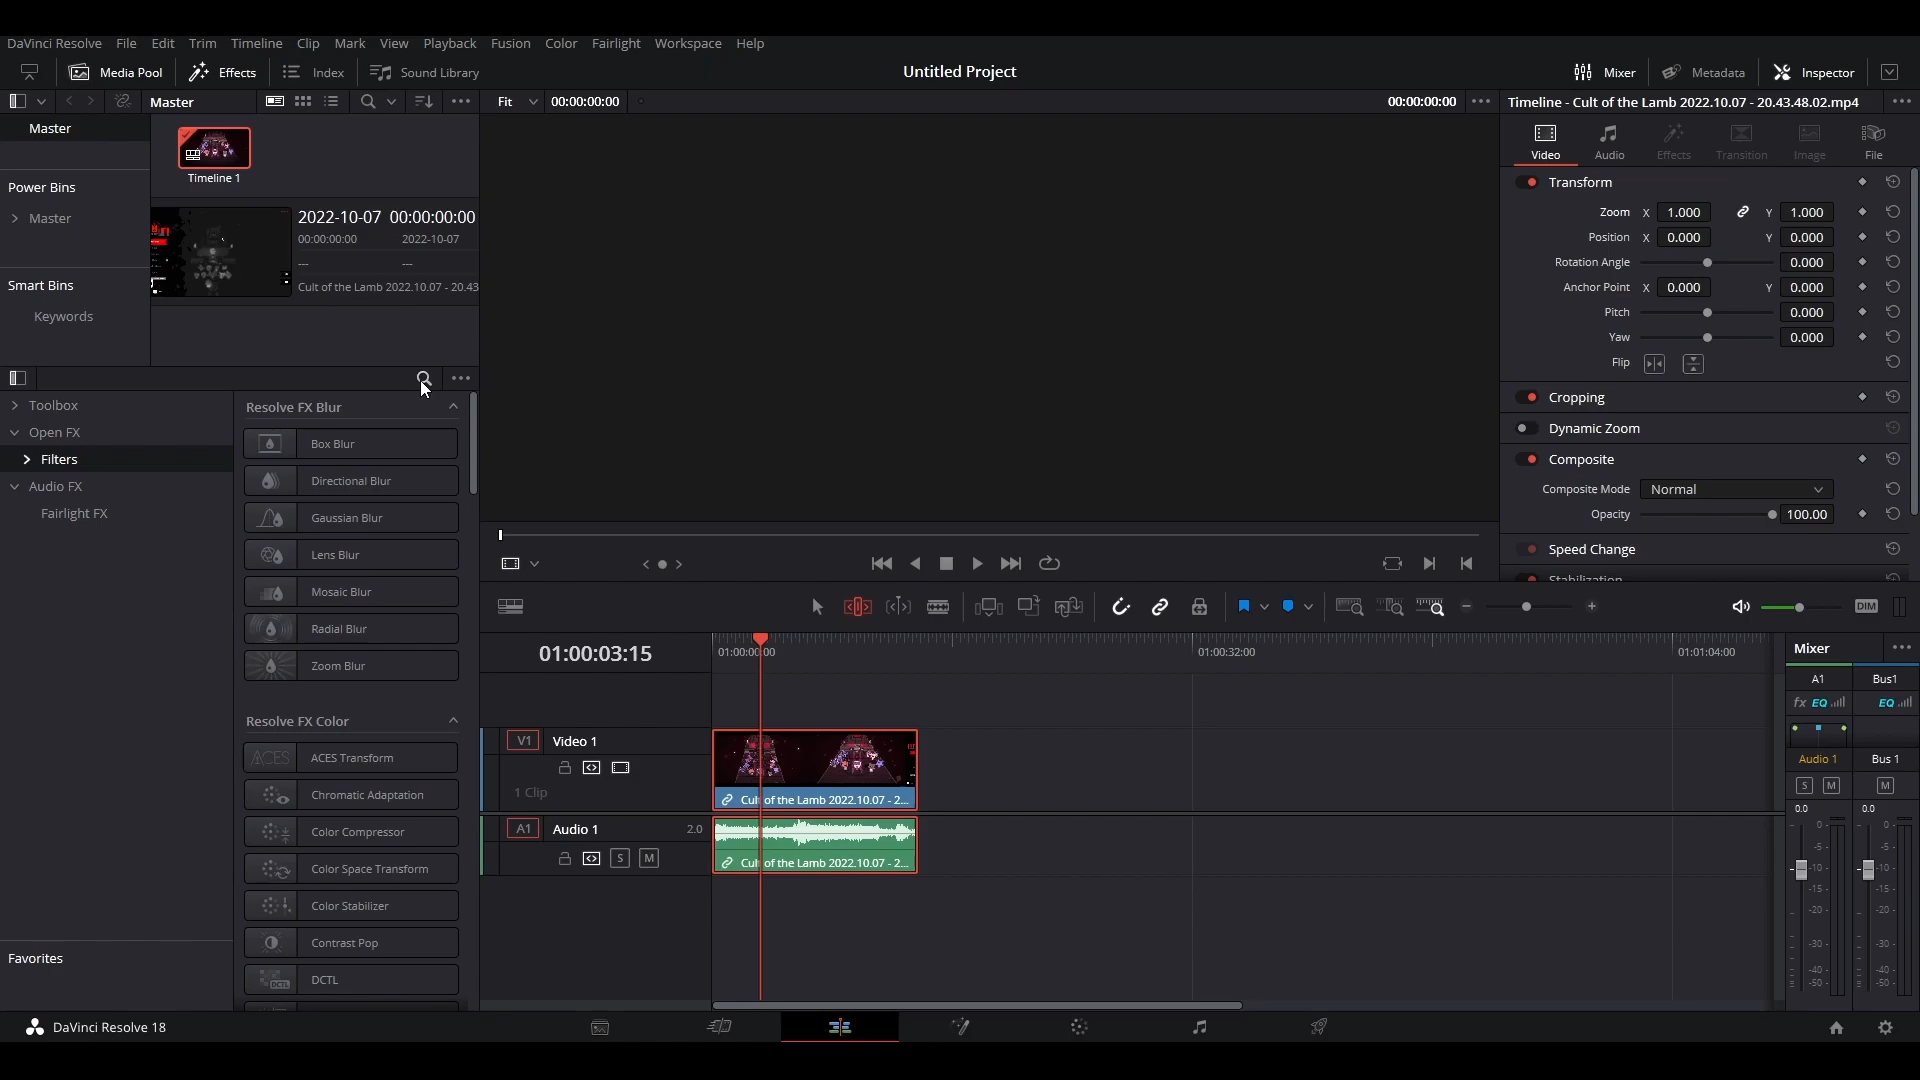 DaVinci Resolve File Edit Trim Timeline Clip Mark View Playback Fusion Color Fairlight Workspace Help
Media Pool Effects Index Sound Library Untitled Project Mixer Metadata Inspector
Master Fit 00:00:00:00 00:00:00:00 Timeline - Cult of the Lamb 2022.10.07 - 20.43.48.02.mp4
Master
Power Bins
Master
Smart Bins
Keywords
Timeline 1
2022-10-07 00:00:00:00
00:00:00:00 2022-10-07
--- ---
Cult of the Lamb 2022.10.07 - 20.43
Video Audio Effects Transition Image File
Transform
Zoom X 1.000 Y 1.000
Position X 0.000 Y 0.000
Rotation Angle 0.000
Anchor Point X 0.000 Y 0.000
Pitch 0.000
Yaw 0.000
Flip
Cropping
Dynamic Zoom
Composite
Composite Mode Normal
Opacity 100.00
Speed Change
Stabilization
Toolbox
Open FX
Filters
Audio FX
Fairlight FX
Favorites
Resolve FX Blur
Box Blur
Directional Blur
Gaussian Blur
Lens Blur
Mosaic Blur
Radial Blur
Zoom Blur
Resolve FX Color
ACES ACES Transform
Chromatic Adaptation
Color Compressor
Color Space Transform
Color Stabilizer
Contrast Pop
DCTL DCTL
DIM
01:00:03:15 01:00:00:00 01:00:32:00 01:01:04:00
V1 Video 1
1 Clip
Cult of the Lamb 2022.10.07 - 2...
A1 Audio 1 2.0
S M
Cult of the Lamb 2022.10.07 - 2...
Mixer
A1 Bus1
fx EQ EQ
Audio 1 Bus 1
S M M
0.0 0.0
0 0
-5 -5
-10 -10
-15 -15
-20 -20
-30 -30
-40 -40
-50 -50
DaVinci Resolve 18